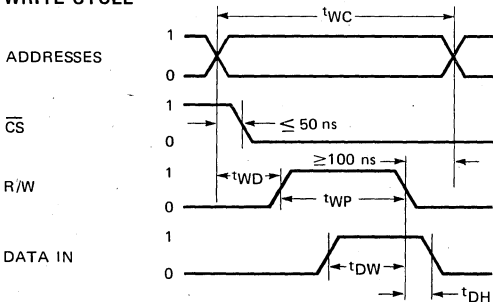 WRITE CYCLE
tWC
ADDRESSES
1
0
CS
1
0
≤ 50 ns
≥100 ns
R/W
1
0
tWD
tWP
DATA IN
1
0
tDW
tDH